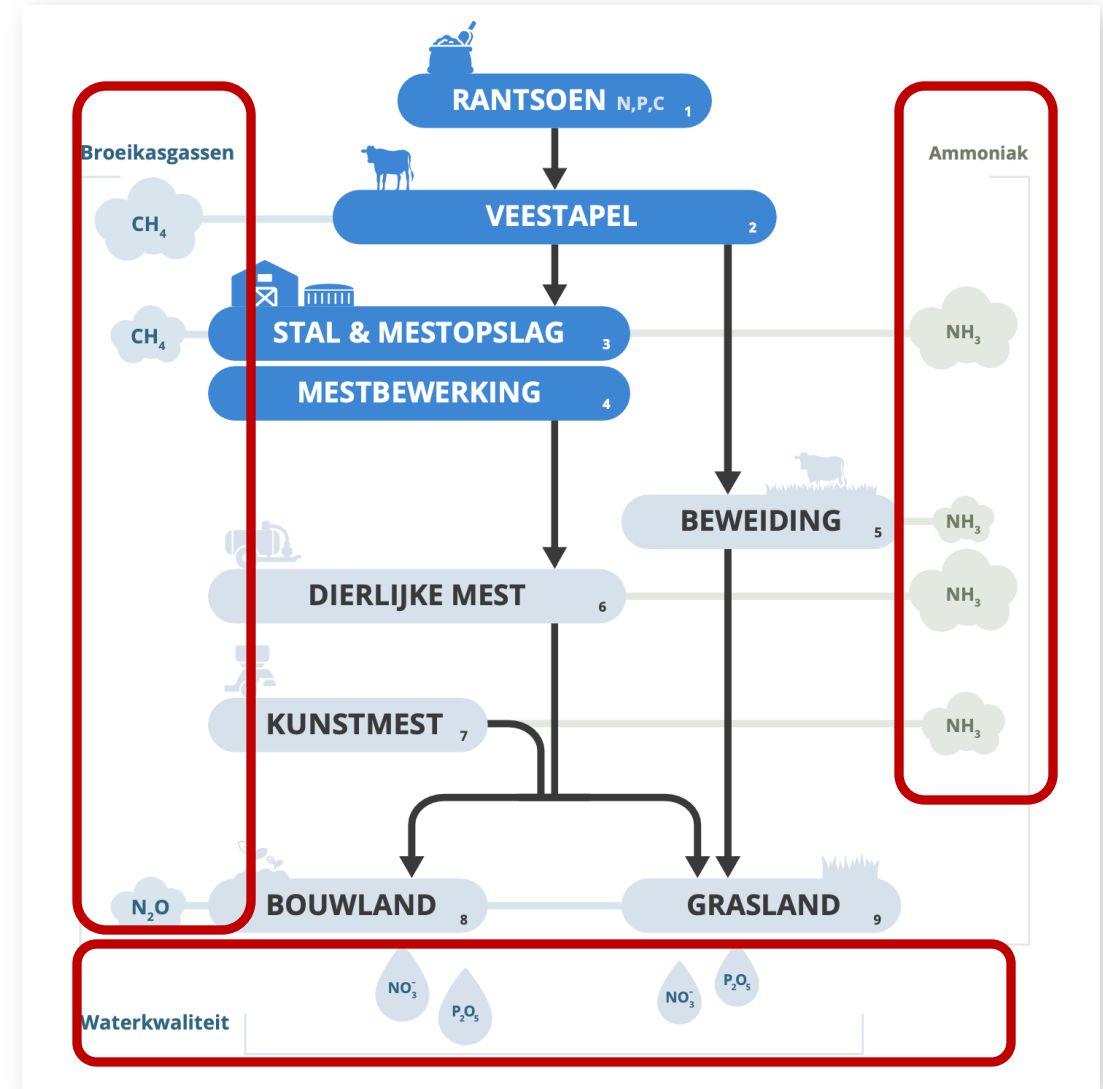 RANTSOEN N,P,C 1
Broeikasgassen
Ammoniak
CH₄
VEESTAPEL 2
CH₄
STAL & MESTOPSLAG 3
NH₃
MESTBEWERKING 4
BEWEIDING 5
NH₃
DIERLIJKE MEST 6
NH₃
KUNSTMEST 7
NH₃
N₂O
BOUWLAND 8
GRASLAND 9
NO₃⁻
P₂O₅
NO₃⁻
P₂O₅
Waterkwaliteit